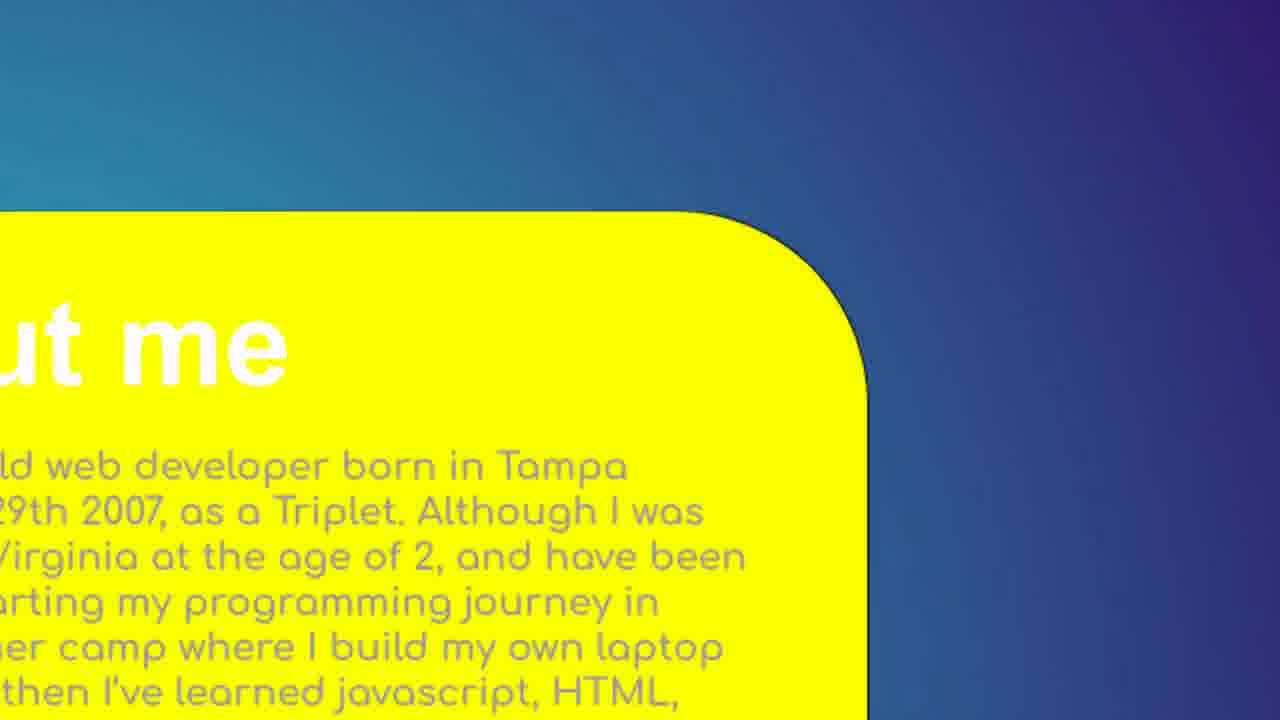 ut me
ld web developer born in Tampa
29th 2007, as a Triplet. Although I was
Virginia at the age of 2, and have been
arting my programming journey in
er camp where I build my own laptop
then I've learned javascript, HTML,